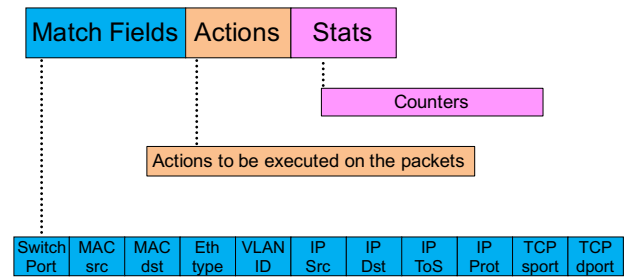 Match Fields Actions Stats
Counters
Actions to be executed on the packets
Switch Port MAC src MAC dst Eth type VLAN ID IP Src IP Dst IP ToS IP Prot TCP sport TCP dport